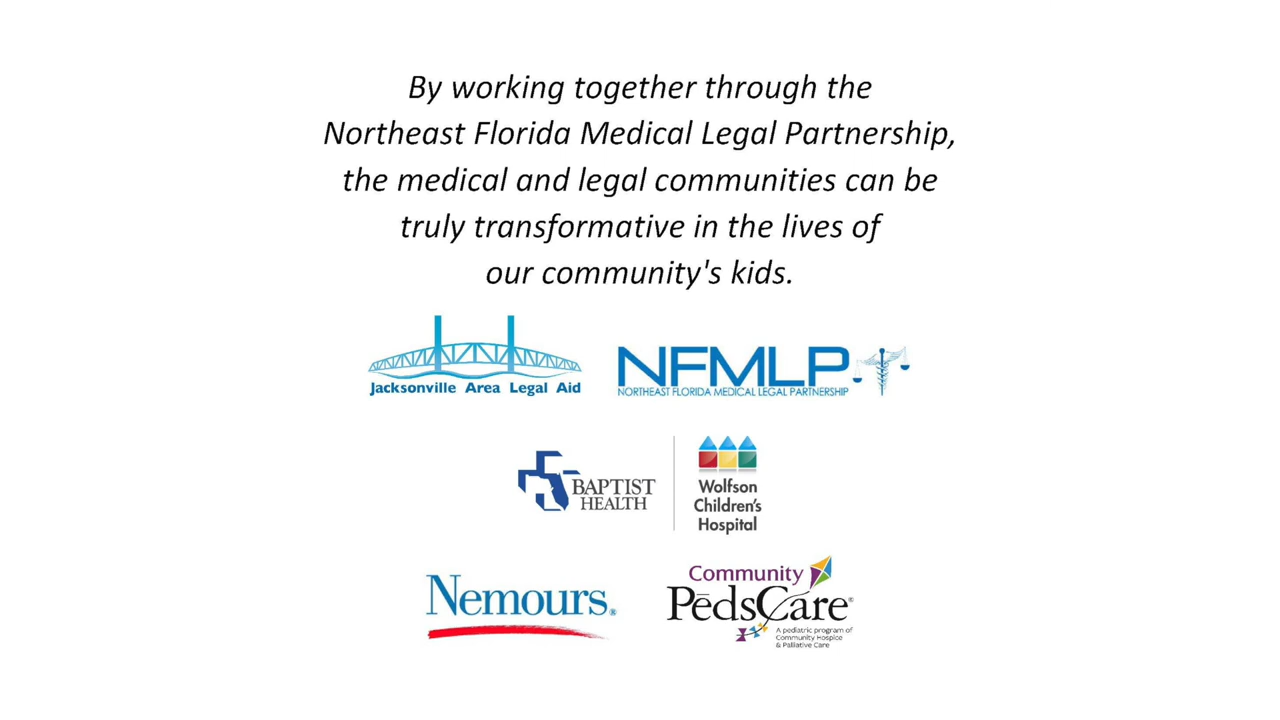 By working together through the
Northeast Florida Medical Legal Partnership,
the medical and legal communities can be
truly transformative in the lives of
our community's kids.
Jacksonville Area Legal Aid
NFMLP
NORTHEAST FLORIDA MEDICAL LEGAL PARTNERSHIP
BAPTIST
HEALTH
Wolfson
Children's
Hospital
Nemours®
Community
PēdsCare®
A pediatric program of
Community Hospice
& Palliative Care